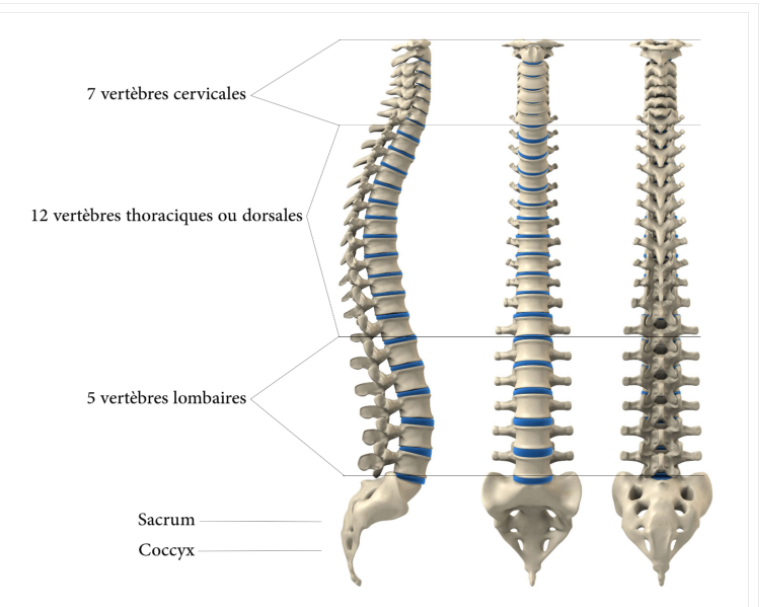 7 vertèbres cervicales
12 vertèbres thoraciques ou dorsales
5 vertèbres lombaires
Sacrum
Coccyx